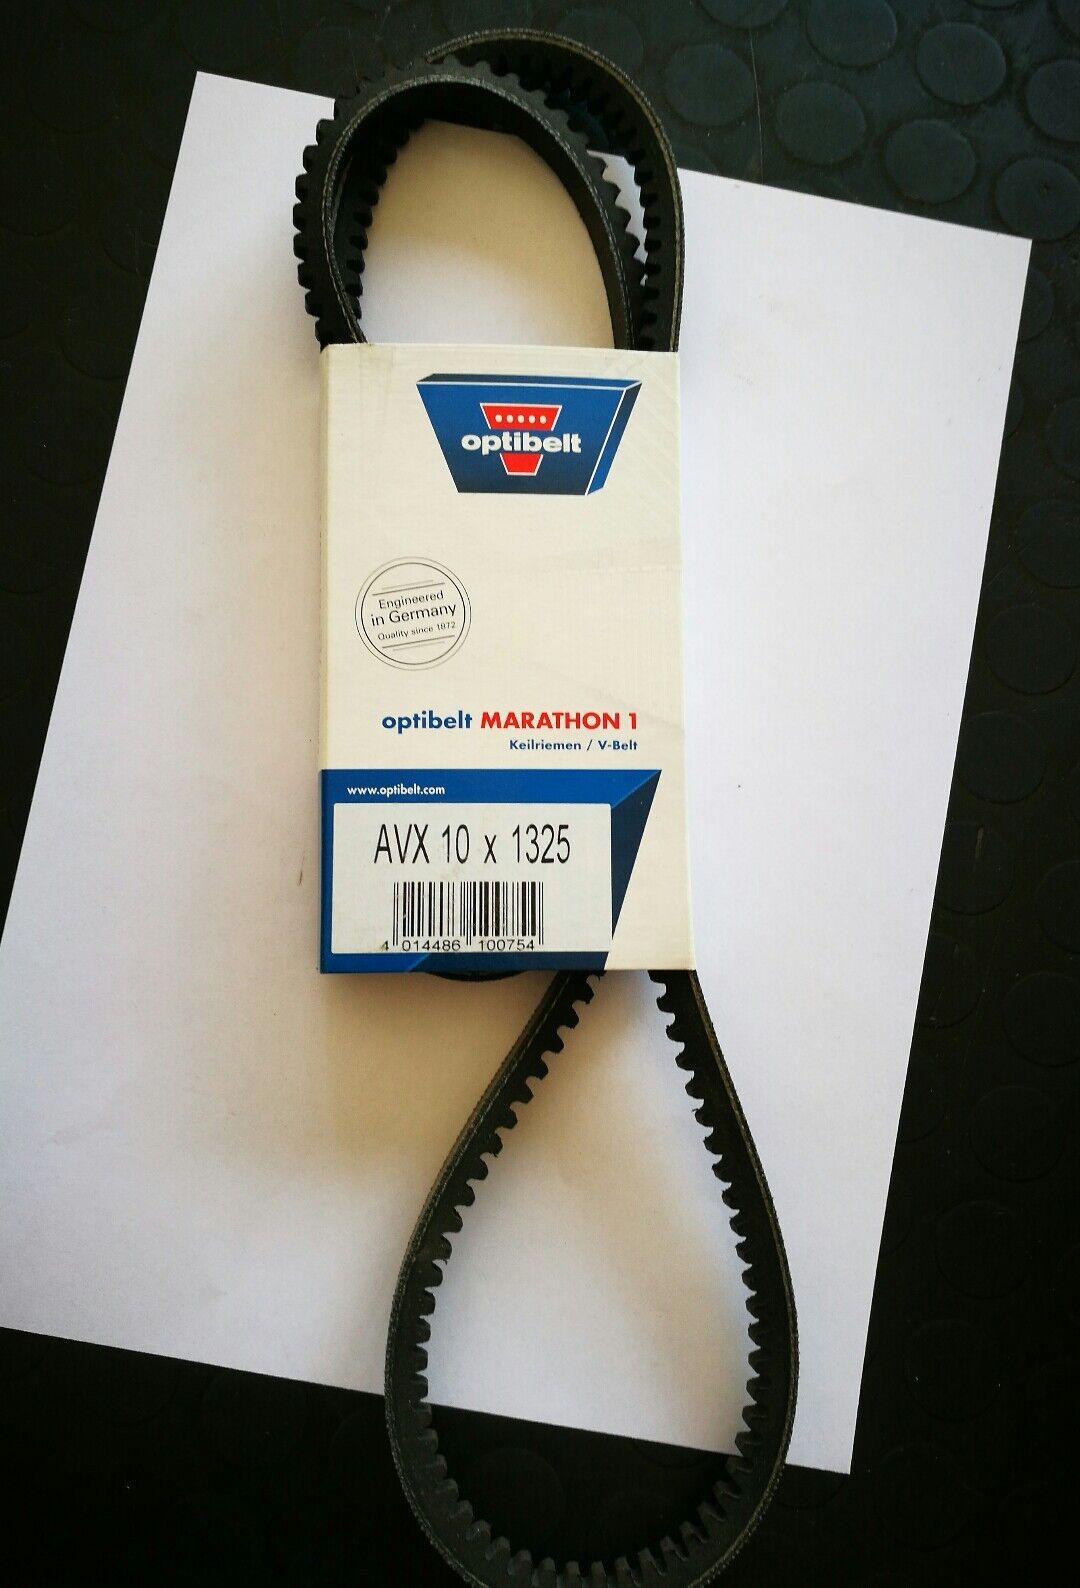 optibelt
Engineered
in Germany
Quality since 1872
optibelt MARATHON 1
Keilriemen / V-Belt
www.optibelt.com
AVX 10 x 1325
4 014486 100754